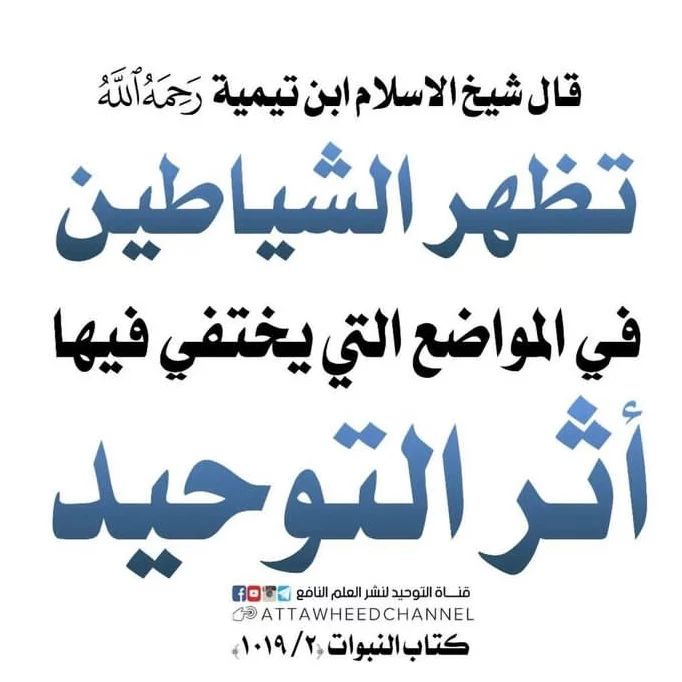 قال شيخ الاسلام ابن تيمية رَحِمَهُ ٱللَّهُ
تظهر الشياطين
في المواضع التي يختفي فيها
أثر التوحيد
قناة التوحيد لنشر العلم النافع
ATTAWHEEDCHANNEL
كتاب النبوات ﴿٢/ ١٠١٩﴾